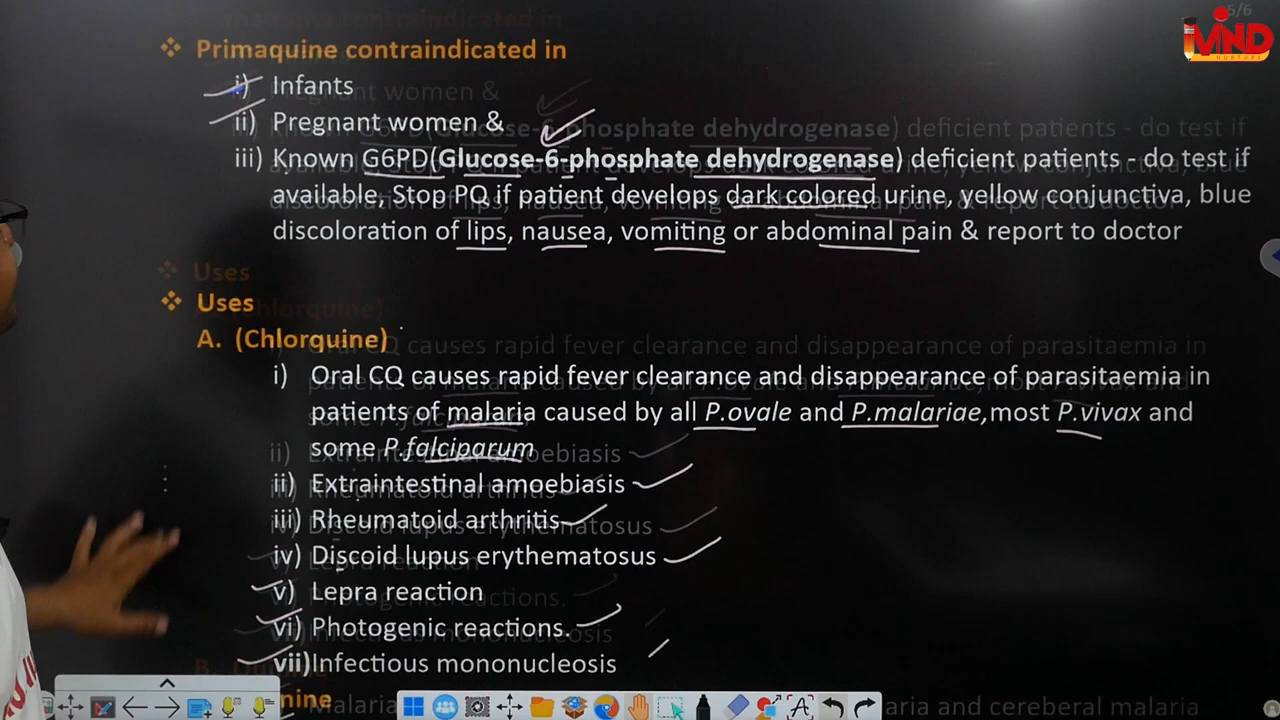 5/6
MIND
NURTURE
❖ Primaquine contraindicated in
i) Infants
ii) Pregnant women &
iii) Known G6PD(Glucose-6-phosphate dehydrogenase) deficient patients - do test if
available, Stop PQ if patient develops dark colored urine, yellow conjunctiva, blue
discoloration of lips, nausea, vomiting or abdominal pain & report to doctor
❖ Uses
A. (Chlorquine)
i) Oral CQ causes rapid fever clearance and disappearance of parasitaemia in
patients of malaria caused by all P.ovale and P.malariae,most P.vivax and
some P.falciparum
ii) Extraintestinal amoebiasis
iii) Rheumatoid arthritis
iv) Discoid lupus erythematosus
v) Lepra reaction
vi) Photogenic reactions.
vii)Infectious mononucleosis